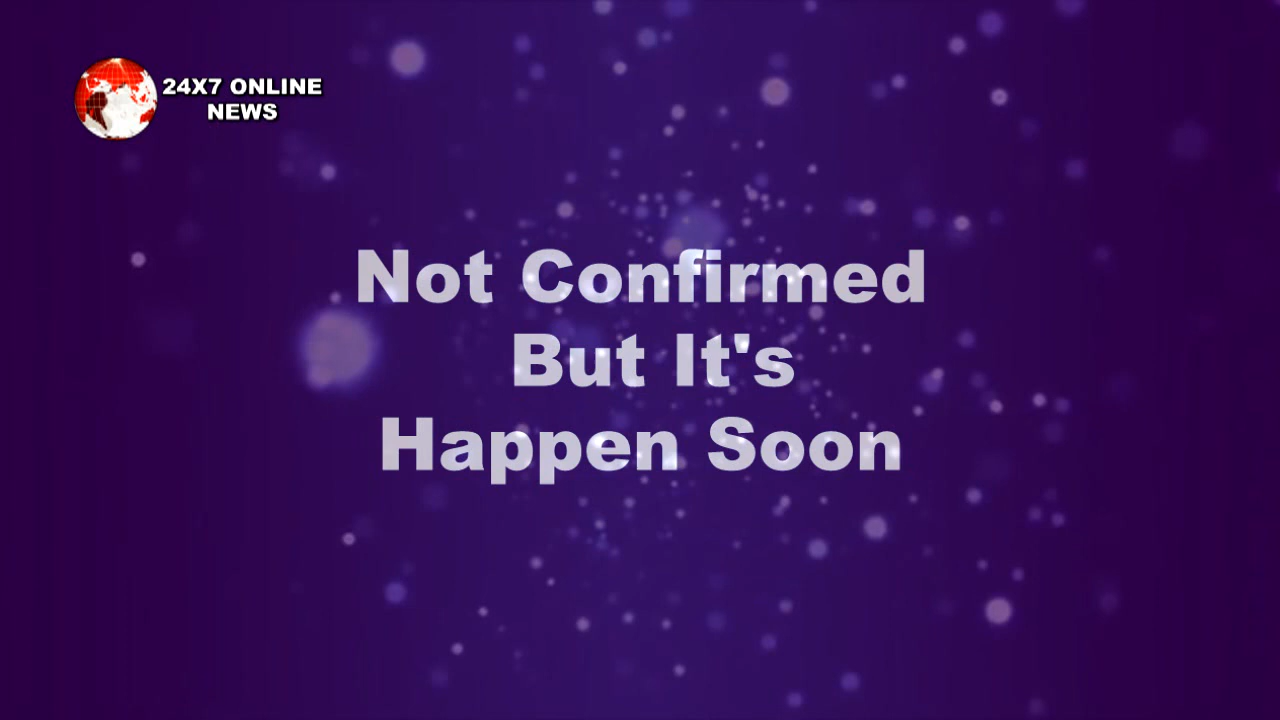 24X7 ONLINE
NEWS
Not Confirmed
But It's
Happen Soon